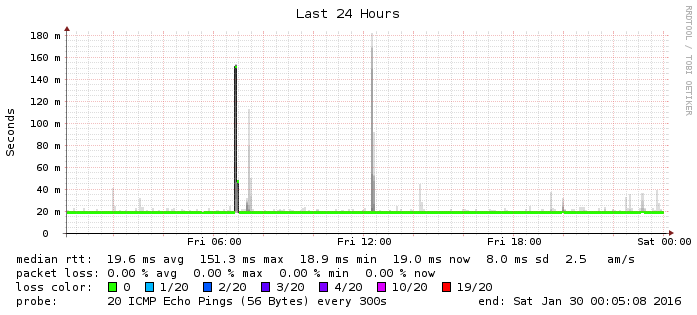 Last 24 Hours
RRDTOOL / TOBI OETIKER
Seconds
180 m
160 m
140 m
120 m
100 m
80 m
60 m
40 m
20 m
0
Fri 06:00 Fri 12:00 Fri 18:00 Sat 00:00
median rtt: 19.6 ms avg 151.3 ms max 18.9 ms min 19.0 ms now 8.0 ms sd 2.5 am/s
packet loss: 0.00 % avg 0.00 % max 0.00 % min 0.00 % now
loss color: 0 1/20 2/20 3/20 4/20 10/20 19/20
probe: 20 ICMP Echo Pings (56 Bytes) every 300s end: Sat Jan 30 00:05:08 2016